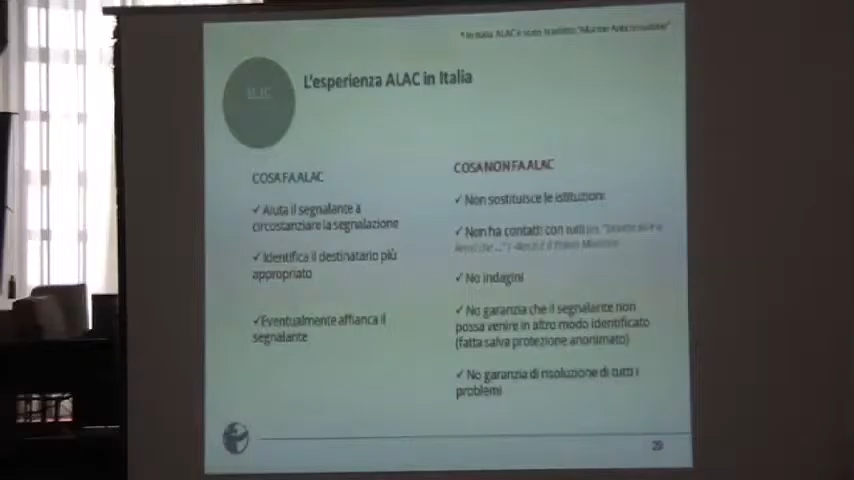 * In Italia ALAC è stato tradotto "Allerta Anticorruzione"
ALAC
L'esperienza ALAC in Italia
COSA FA ALAC
✓ Aiuta il segnalante a
circostanziare la segnalazione
✓ Identifica il destinatario più
appropriato
✓ Eventualmente affianca il
segnalante
COSA NON FA ALAC
✓ Non sostituisce le istituzioni
✓ Non ha contatti con tutti
✓ No indagini
✓ No garanzia che il segnalante non
possa venire in altro modo identificato
(fatta salva protezione anonimato)
✓ No garanzia di risoluzione di tutti i
problemi
29